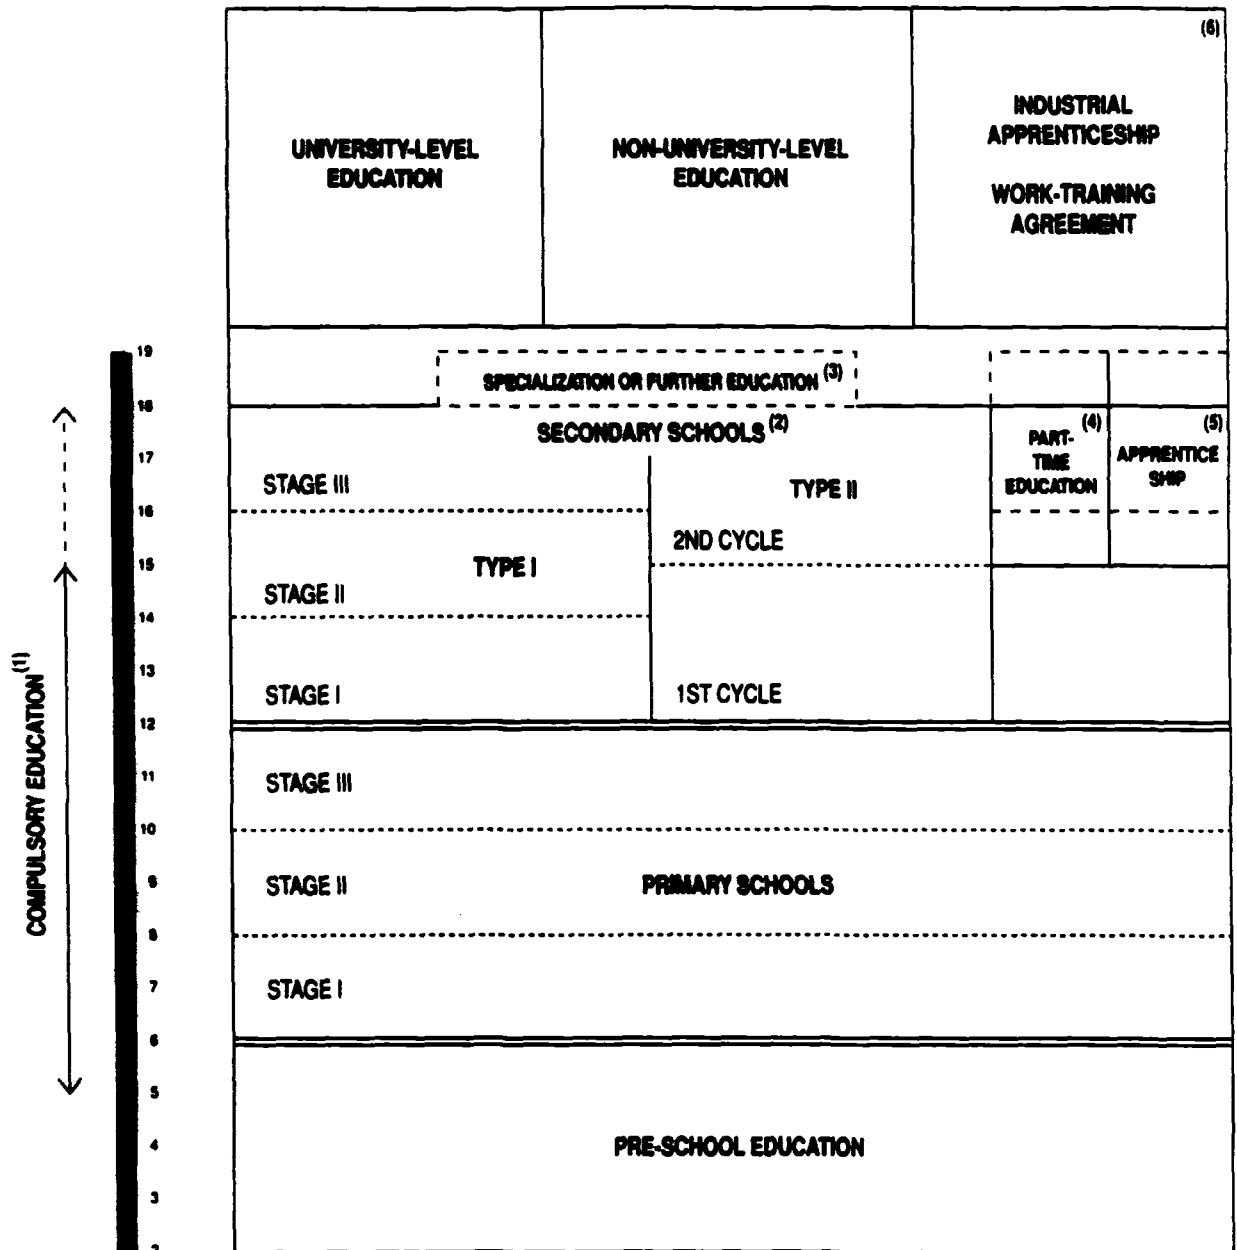 (6)
UNIVERSITY-LEVEL
EDUCATION
NON-UNIVERSITY-LEVEL
EDUCATION
INDUSTRIAL
APPRENTICESHIP
WORK-TRAINING
AGREEMENT
19
SPECIALIZATION OR FURTHER EDUCATION (3)
18
SECONDARY SCHOOLS (2)
(4)
PART-
TIME
EDUCATION
(5)
APPRENTICE
SHIP
17
STAGE III
TYPE II
16
2ND CYCLE
15
TYPE I
STAGE II
14
13
STAGE I
1ST CYCLE
12
COMPULSORY EDUCATION (1)
11
STAGE III
10
9
STAGE II
PRIMARY SCHOOLS
8
7
STAGE I
6
5
4
PRE-SCHOOL EDUCATION
3
2